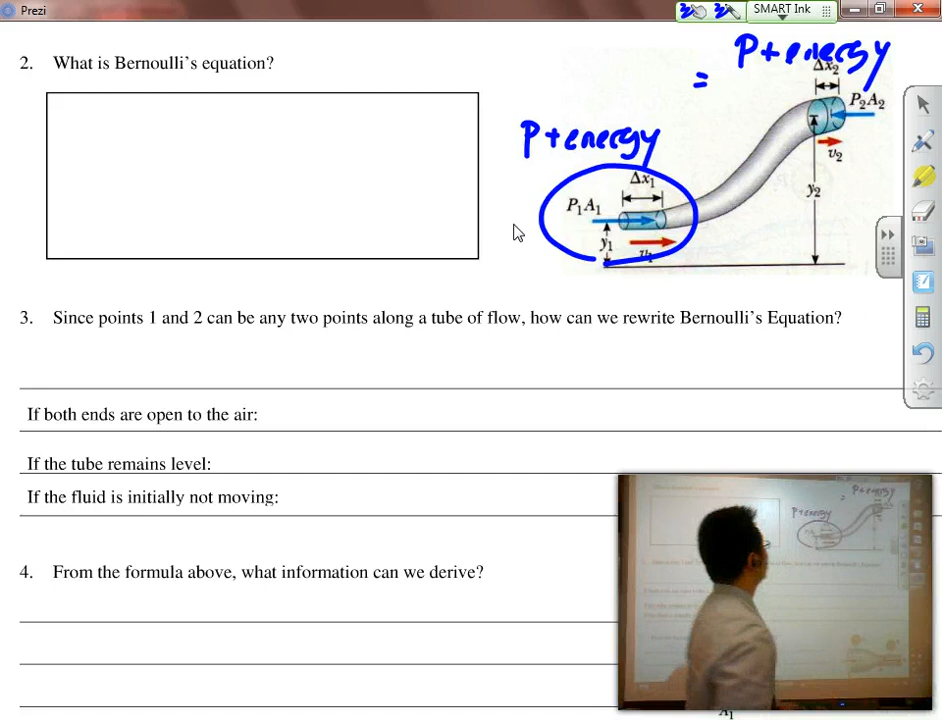 Prezi
SMART Ink
2. What is Bernoulli's equation?
P+energy
=
P+energy
Δx₂
P₂A₂
v₂
y₂
Δx₁
P₁A₁
y₁
v₁
3. Since points 1 and 2 can be any two points along a tube of flow, how can we rewrite Bernoulli's Equation?
If both ends are open to the air:
If the tube remains level:
If the fluid is initially not moving:
P+energy
=
P+energy
4. From the formula above, what information can we derive?
A₁